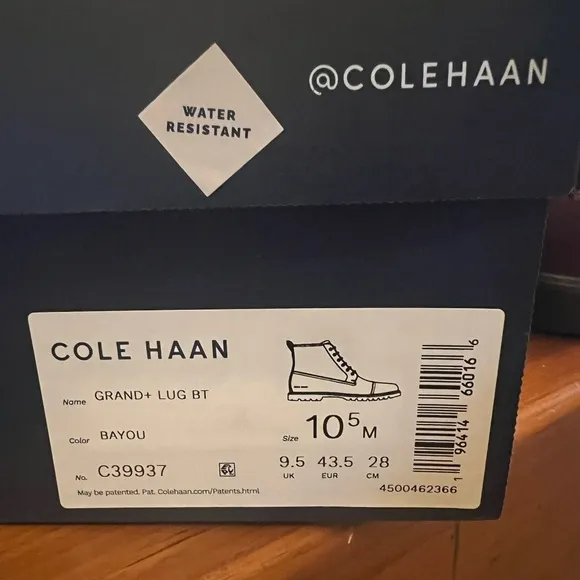 @COLEHAAN
WATER
RESISTANT
COLE HAAN
Name GRAND+ LUG BT
Color BAYOU
No. C39937
May be patented. Pat. Colehaan.com/Patents.html
Size 10⁵ M
9.5 43.5 28
UK EUR CM
1 96414 66016 6
4500462366